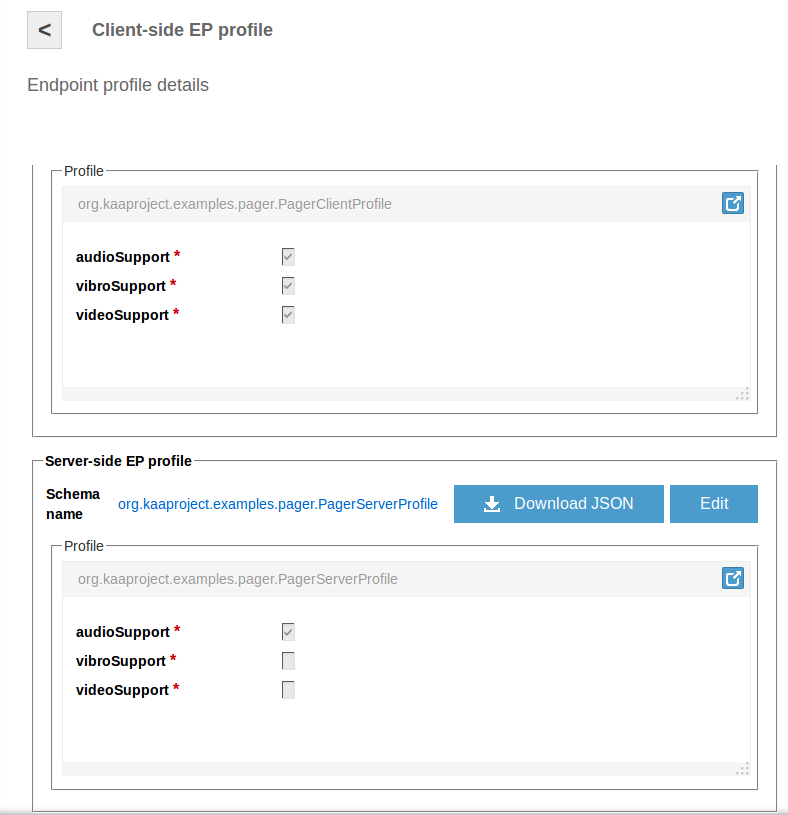 < Client-side EP profile
Endpoint profile details
Profile
org.kaaproject.examples.pager.PagerClientProfile
audioSupport *
vibroSupport *
videoSupport *
Server-side EP profile
Schema
name
org.kaaproject.examples.pager.PagerServerProfile
Download JSON
Edit
Profile
org.kaaproject.examples.pager.PagerServerProfile
audioSupport *
vibroSupport *
videoSupport *